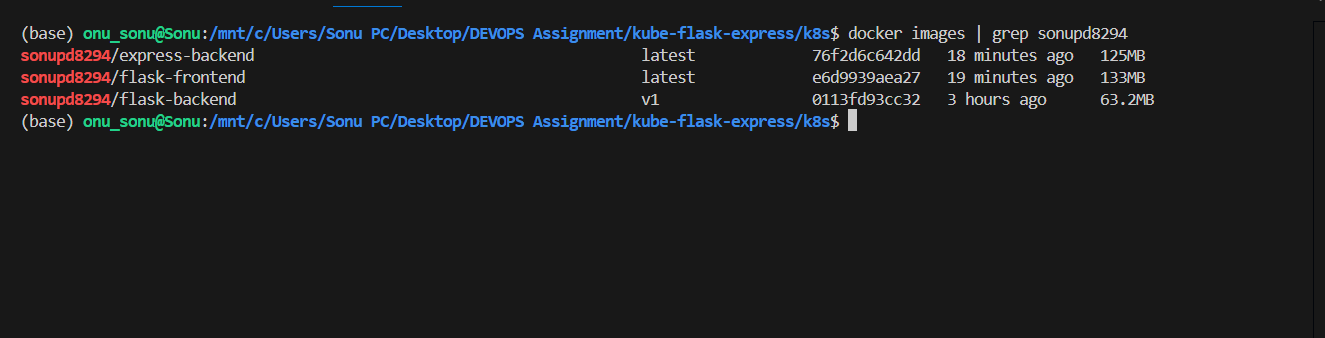 (base) onu_sonu@Sonu:/mnt/c/Users/Sonu PC/Desktop/DEVOPS Assignment/kube-flask-express/k8s$ docker images | grep sonupd8294
sonupd8294/express-backend latest 76f2d6c642dd 18 minutes ago 125MB
sonupd8294/flask-frontend latest e6d9939aea27 19 minutes ago 133MB
sonupd8294/flask-backend v1 0113fd93cc32 3 hours ago 63.2MB
(base) onu_sonu@Sonu:/mnt/c/Users/Sonu PC/Desktop/DEVOPS Assignment/kube-flask-express/k8s$